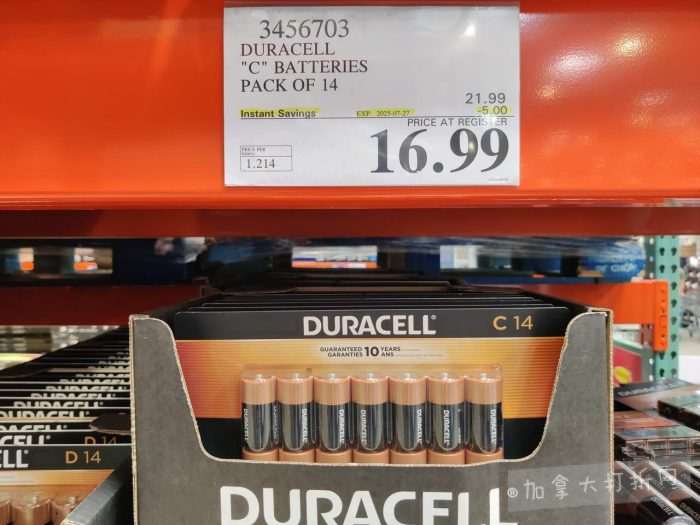 3456703
DURACELL
"C" BATTERIES
PACK OF 14
21.99
Instant Savings EXP. 2025-07-27 -5.00
PRICE AT REGISTER
16.99
1.214
DURACELL C 14
GUARANTEED 10 YEARS
GARANTIES ANS
D 14
LL D 14
DURACELL
®加拿大打折网